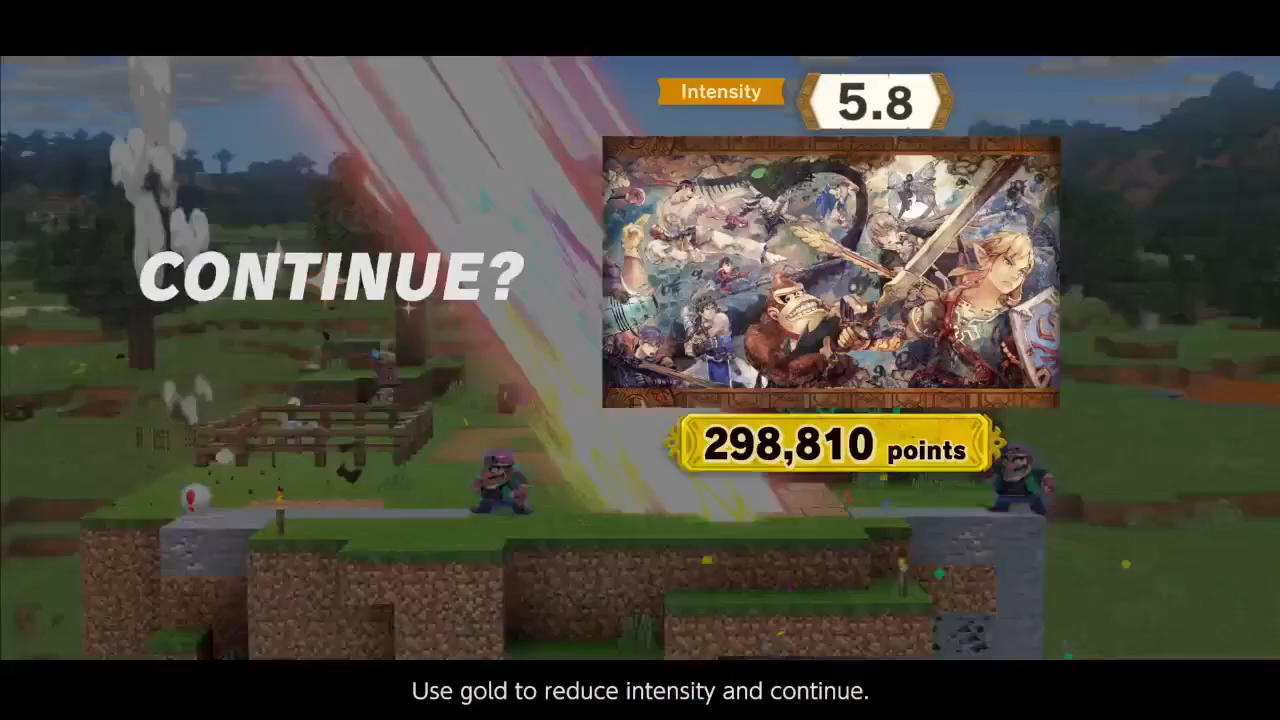 Intensity
5.8
CONTINUE?
298,810 points
Use gold to reduce intensity and continue.